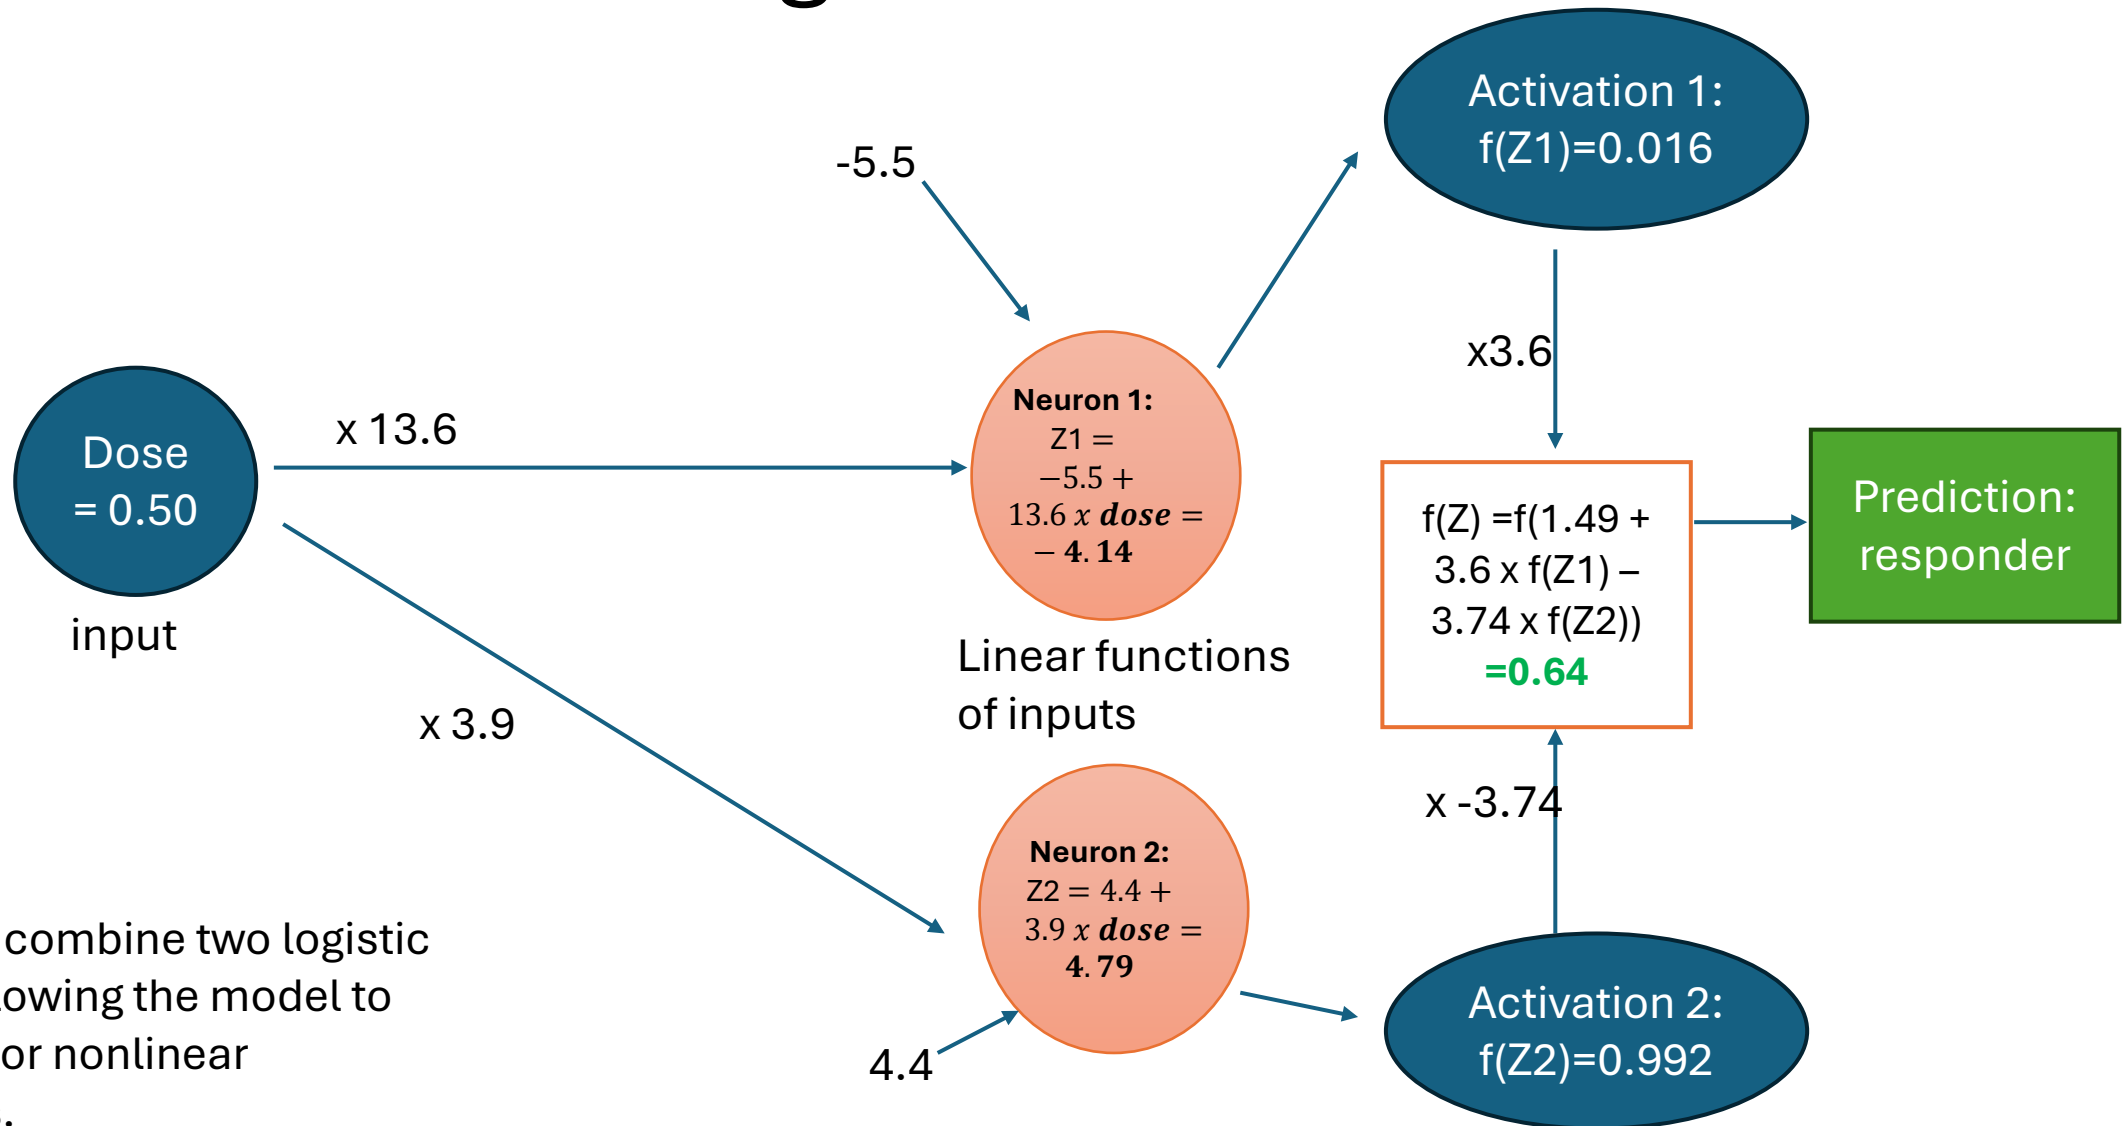 Activation 1:
f(Z1)=0.016
-5.5
x3.6
x 13.6
Dose
= 0.50
input
Neuron 1:
Z1 =
−5.5 +
13.6 x dose =
− 4.14
Linear functions
of inputs
f(Z) =f(1.49 +
3.6 x f(Z1) –
3.74 x f(Z2))
=0.64
Prediction:
responder
x 3.9
x -3.74
Neuron 2:
Z2 = 4.4 +
3.9 x dose =
4.79
4.4
Activation 2:
f(Z2)=0.992
combine two logistic
owing the model to
or nonlinear